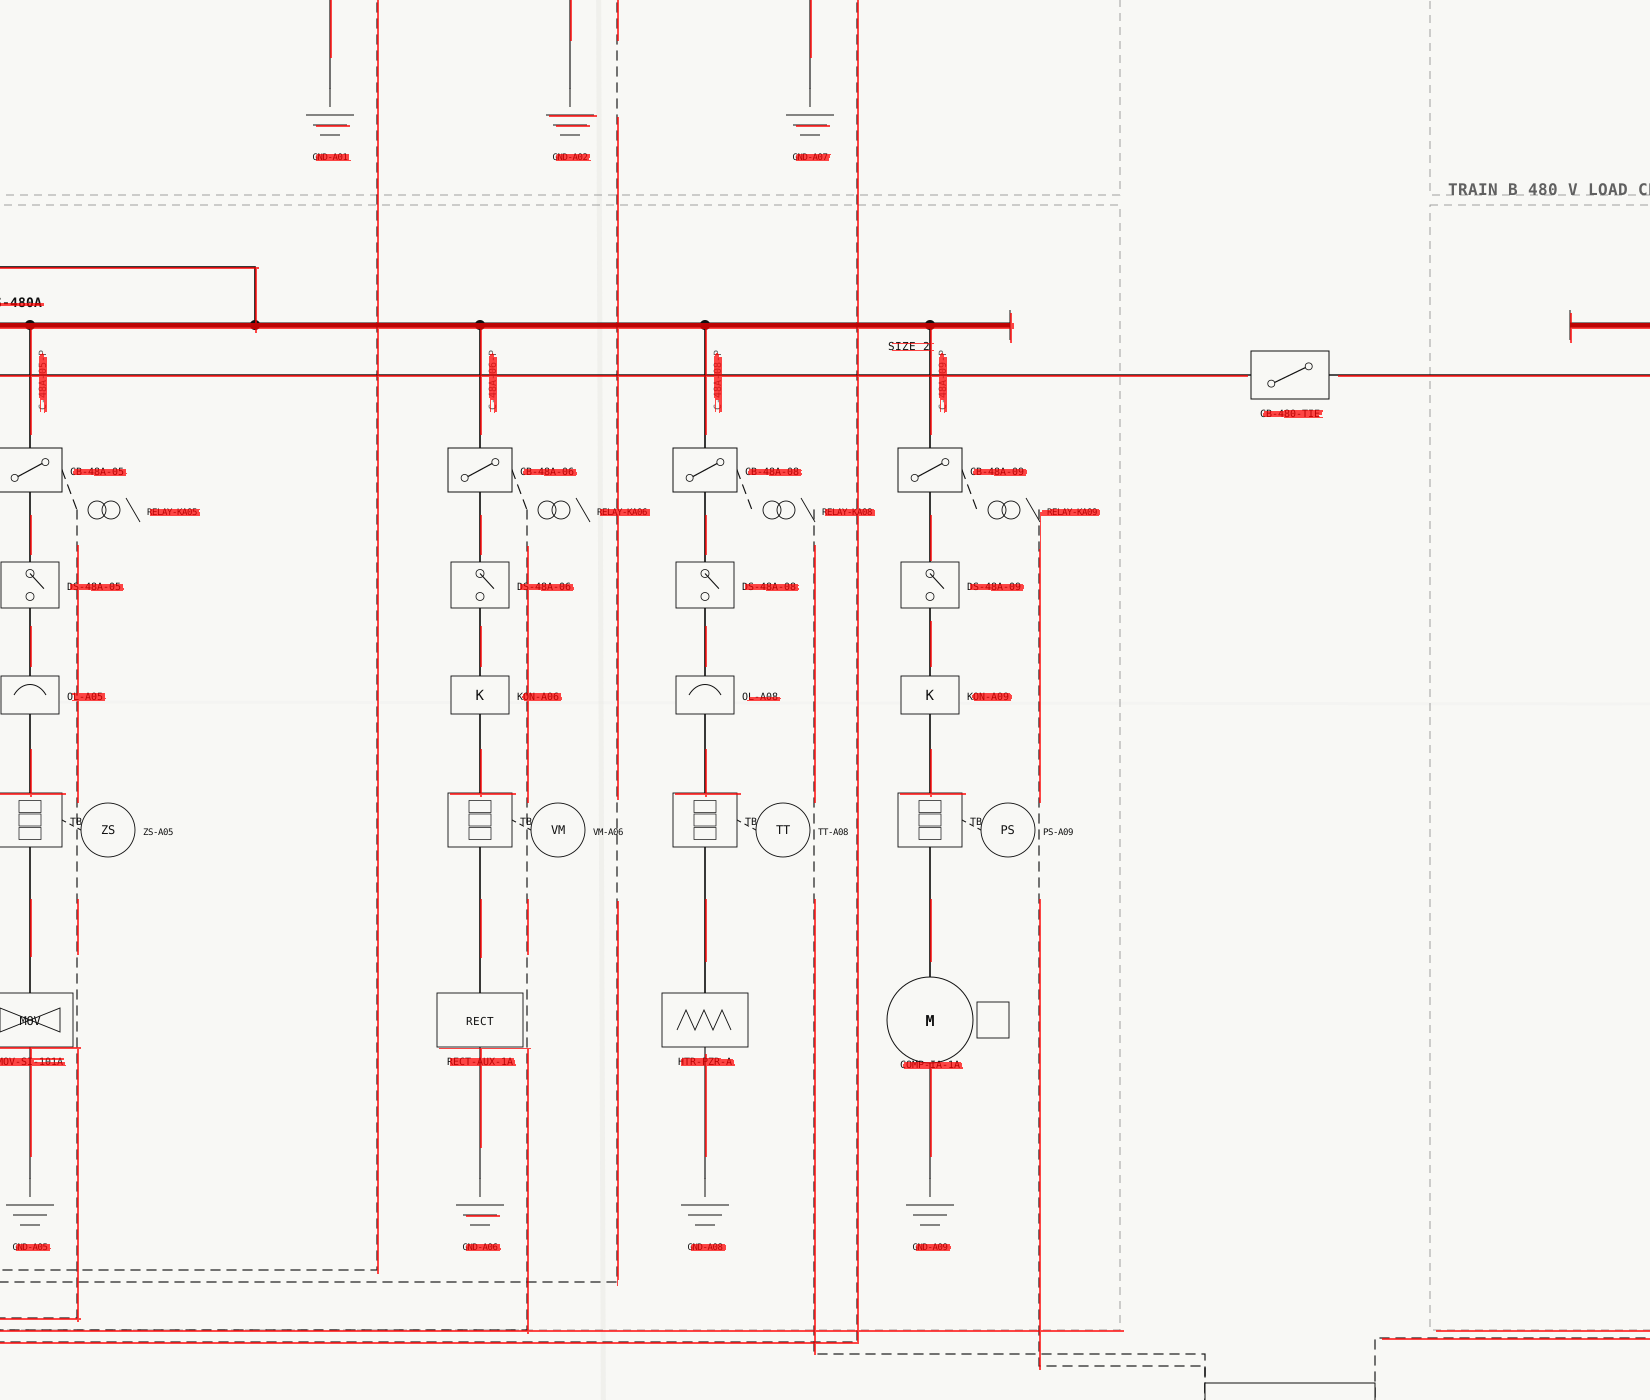 GND-A01 GND-A02 GND-A07
TRAIN B 480 V LOAD
-480A
SIZE 2
CB-480-TIE
CB-48A-05 CB-48A-06 CB-48A-08 CB-48A-09
RELAY-KA05 RELAY-KA06 RELAY-KA08 RELAY-KA09
DS-48A-05 DS-48A-06 DS-48A-08 DS-48A-09
OL-A05 K KON-A06 OL-A08 K KON-A09
TB TB TB TB
ZS ZS-A05 VM VM-A06 TT TT-A08 PS PS-A09
MOV RECT M
MOV-SI-101A RECT-AUX-1A HTR-PZR-A COMP-IA-1A
GND-A05 GND-A06 GND-A08 GND-A09